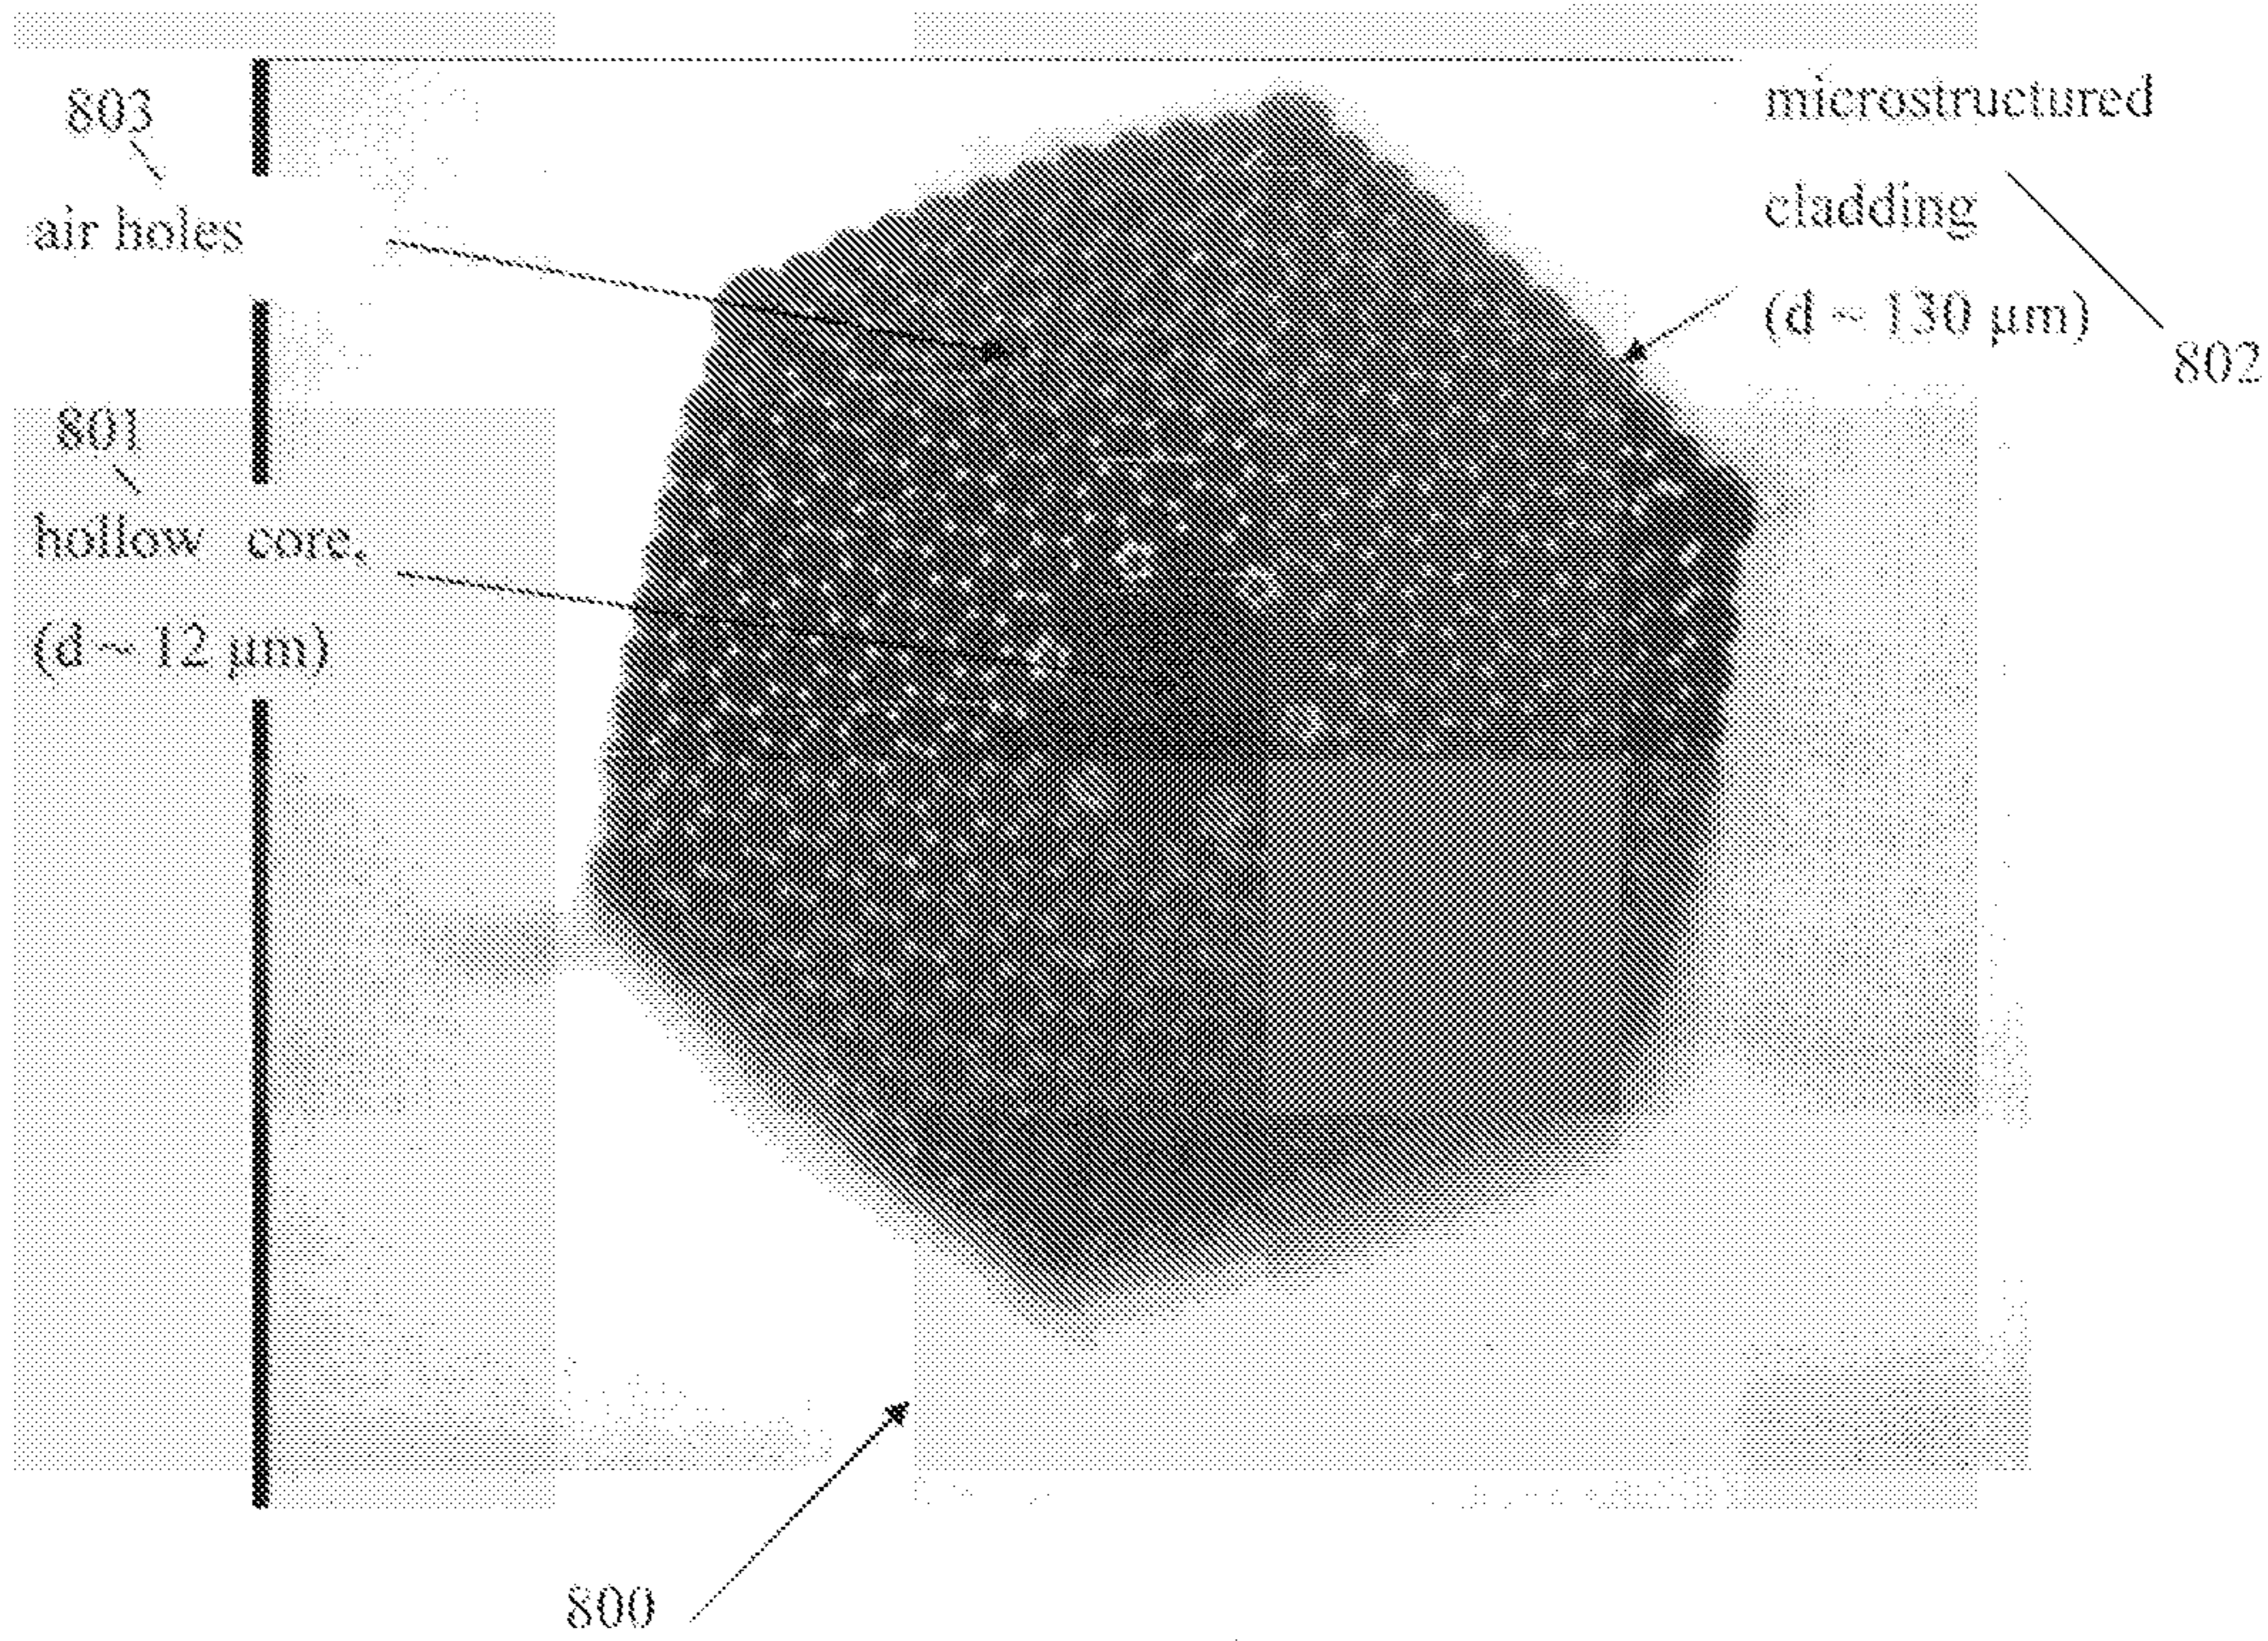 803
air holes
801
hollow core,
(d ~ 12 µm)
microstructured
cladding
(d ~ 130 µm)
802
800